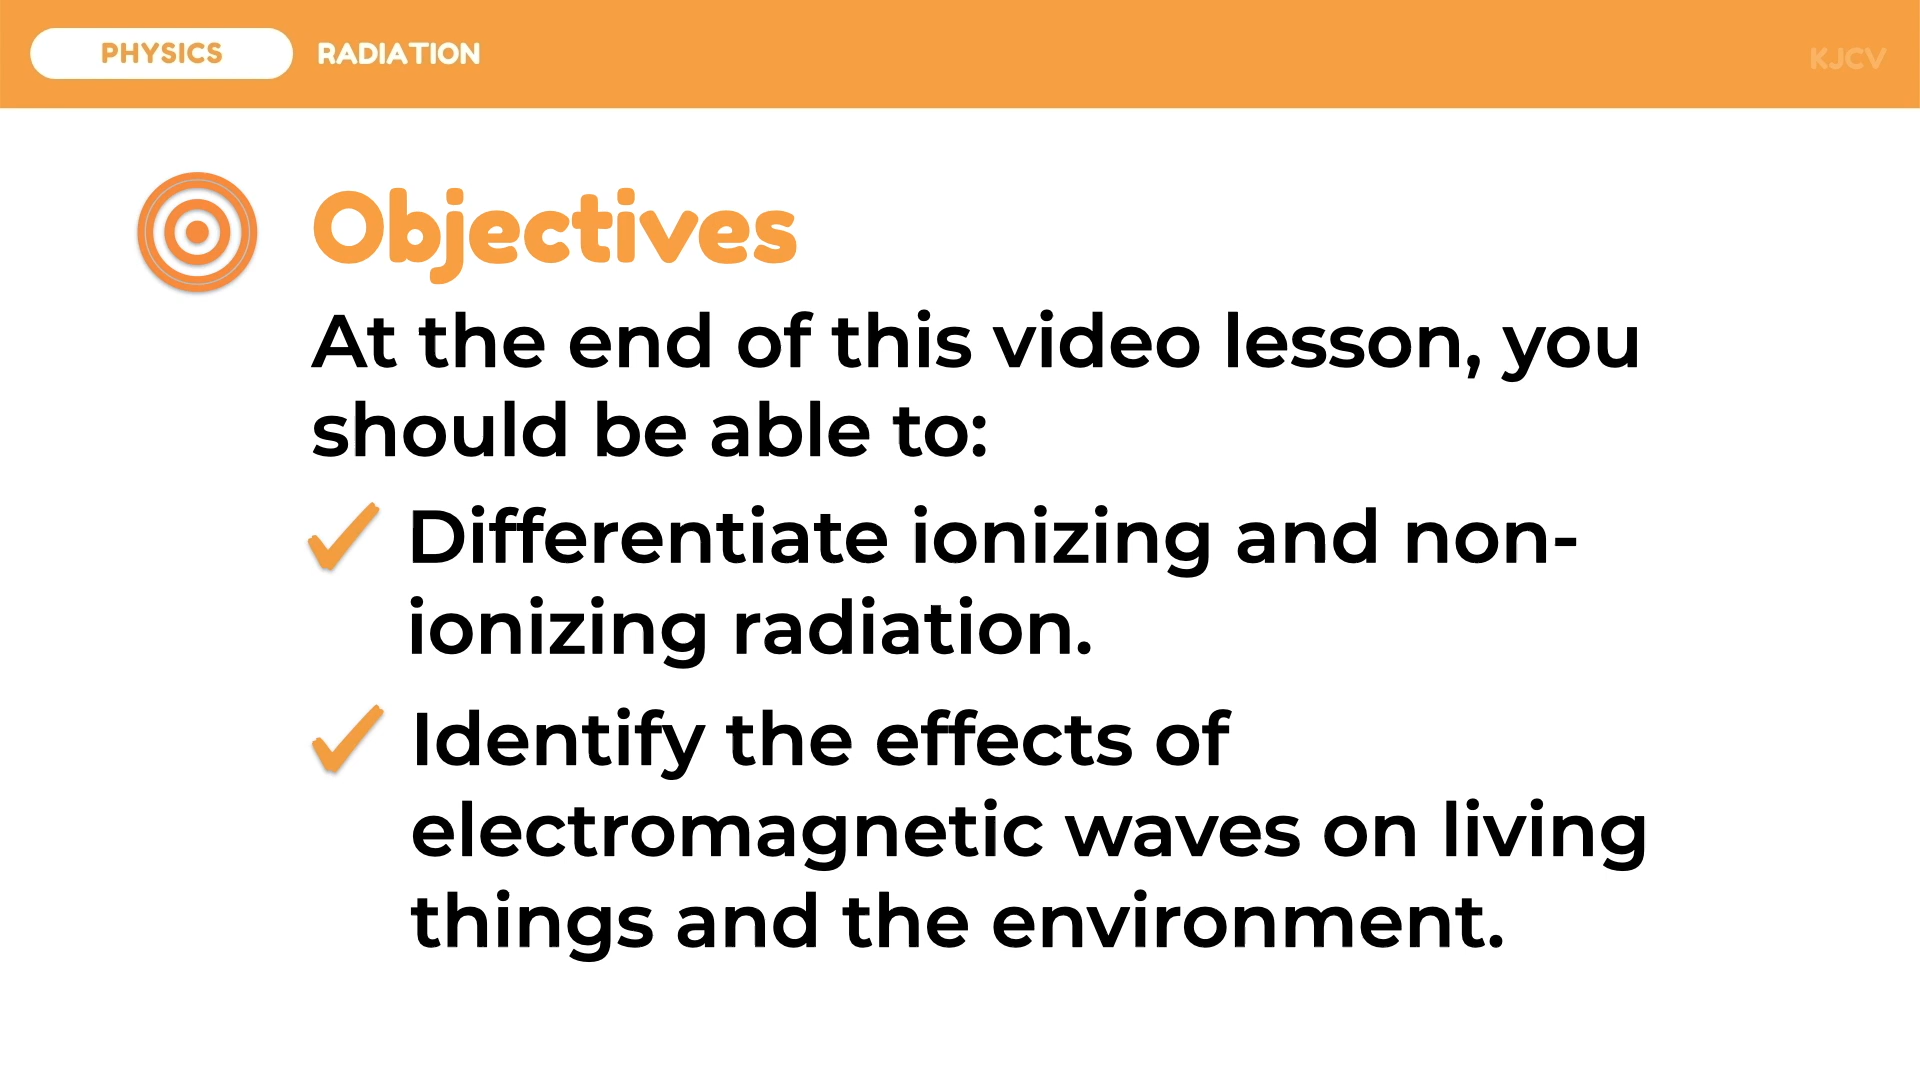 PHYSICS RADIATION KJCV
Objectives
At the end of this video lesson, you
should be able to:
Differentiate ionizing and non-
ionizing radiation.
Identify the effects of
electromagnetic waves on living
things and the environment.